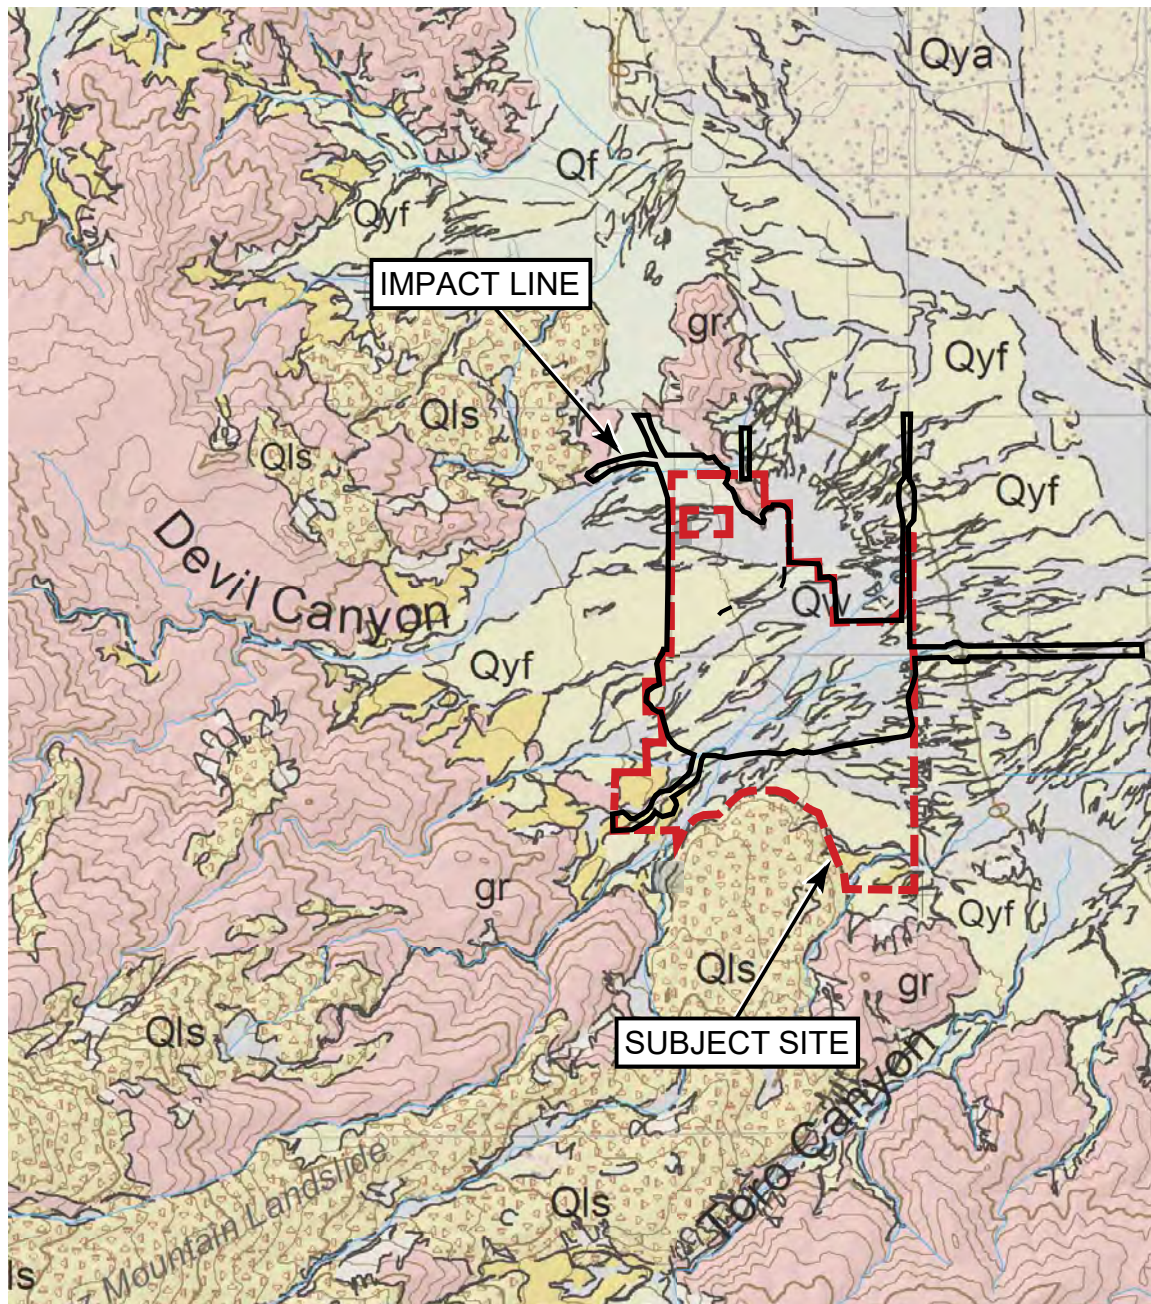 Qya
Qf
Qyf
IMPACT LINE
gr
Qyf
Qls
Qls
Qyf
Devil Canyon
Qw
Qyf
gr
Qyf
Qls
gr
Qls
SUBJECT SITE
Toro Canyon
Mountain Landslide
Qls
ls